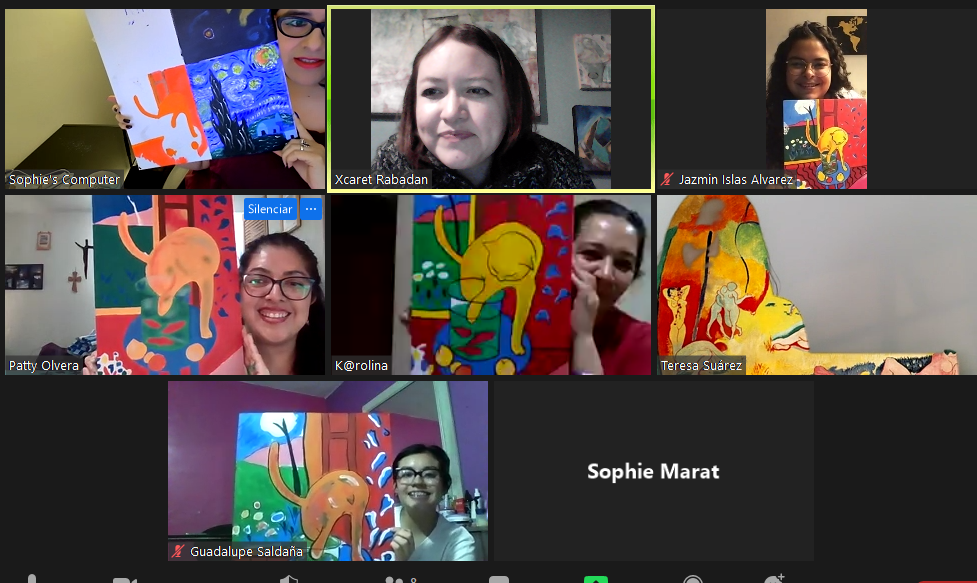 Sophie's Computer
Xcaret Rabadan
Jazmin Islas Alvarez
Silenciar ...
Patty Olvera
K@rolina
Teresa Suárez
Guadalupe Saldaña
Sophie Marat